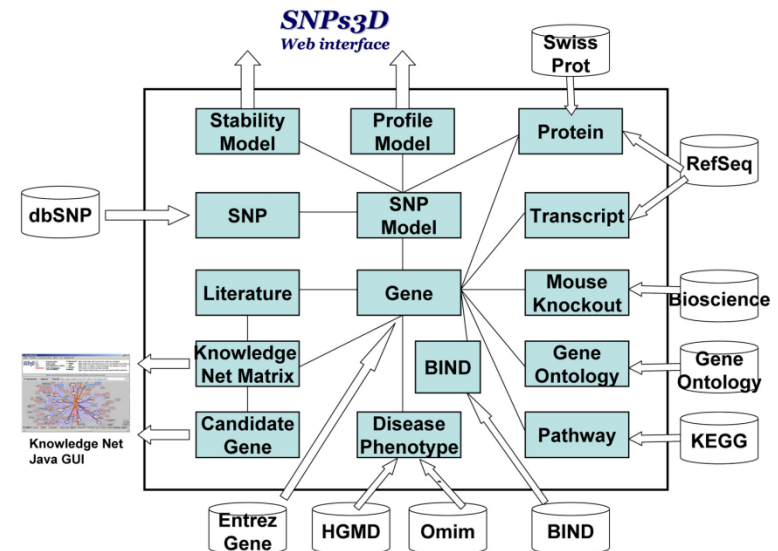 SNPs3D
Web interface
Swiss
Prot
Stability
Model
Profile
Model
Protein
RefSeq
dbSNP
SNP
SNP
Model
Transcript
Literature
Gene
Mouse
Knockout
Bioscience
Knowledge
Net Matrix
BIND
Gene
Ontology
Gene
Ontology
Candidate
Gene
Disease
Phenotype
Pathway
KEGG
Knowledge Net
Java GUI
Entrez
Gene
HGMD
Omim
BIND